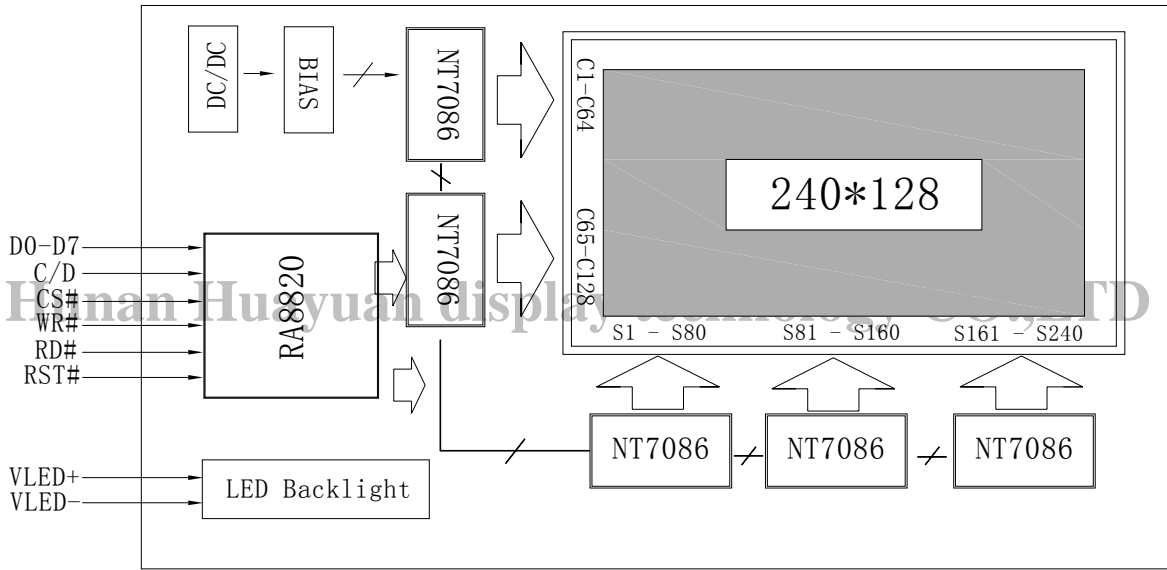 DC/DC
BIAS
NT7086
C1-C64
240*128
D0-D7
C/D
CS#
WR#
RD#
RST#
RA8820
NT7086
C65-C128
Hunan Huayuan display technology CO.,LTD
S1 - S80
S81 - S160
S161 - S240
NT7086
NT7086
NT7086
VLED+
VLED-
LED Backlight